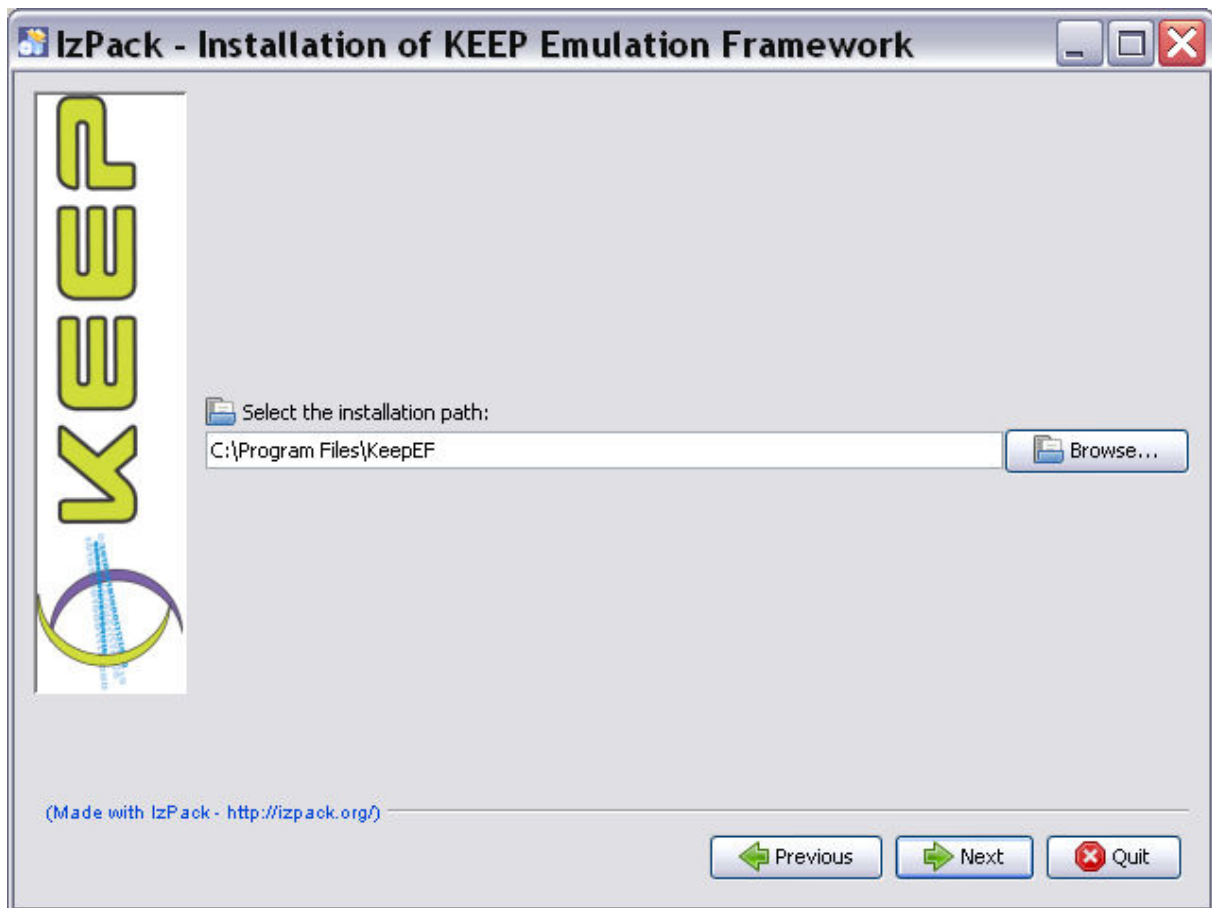 IzPack - Installation of KEEP Emulation Framework
KEEP
Select the installation path:
C:\Program Files\KeepEF
Browse...
(Made with IzPack - http://izpack.org/)
Previous
Next
Quit